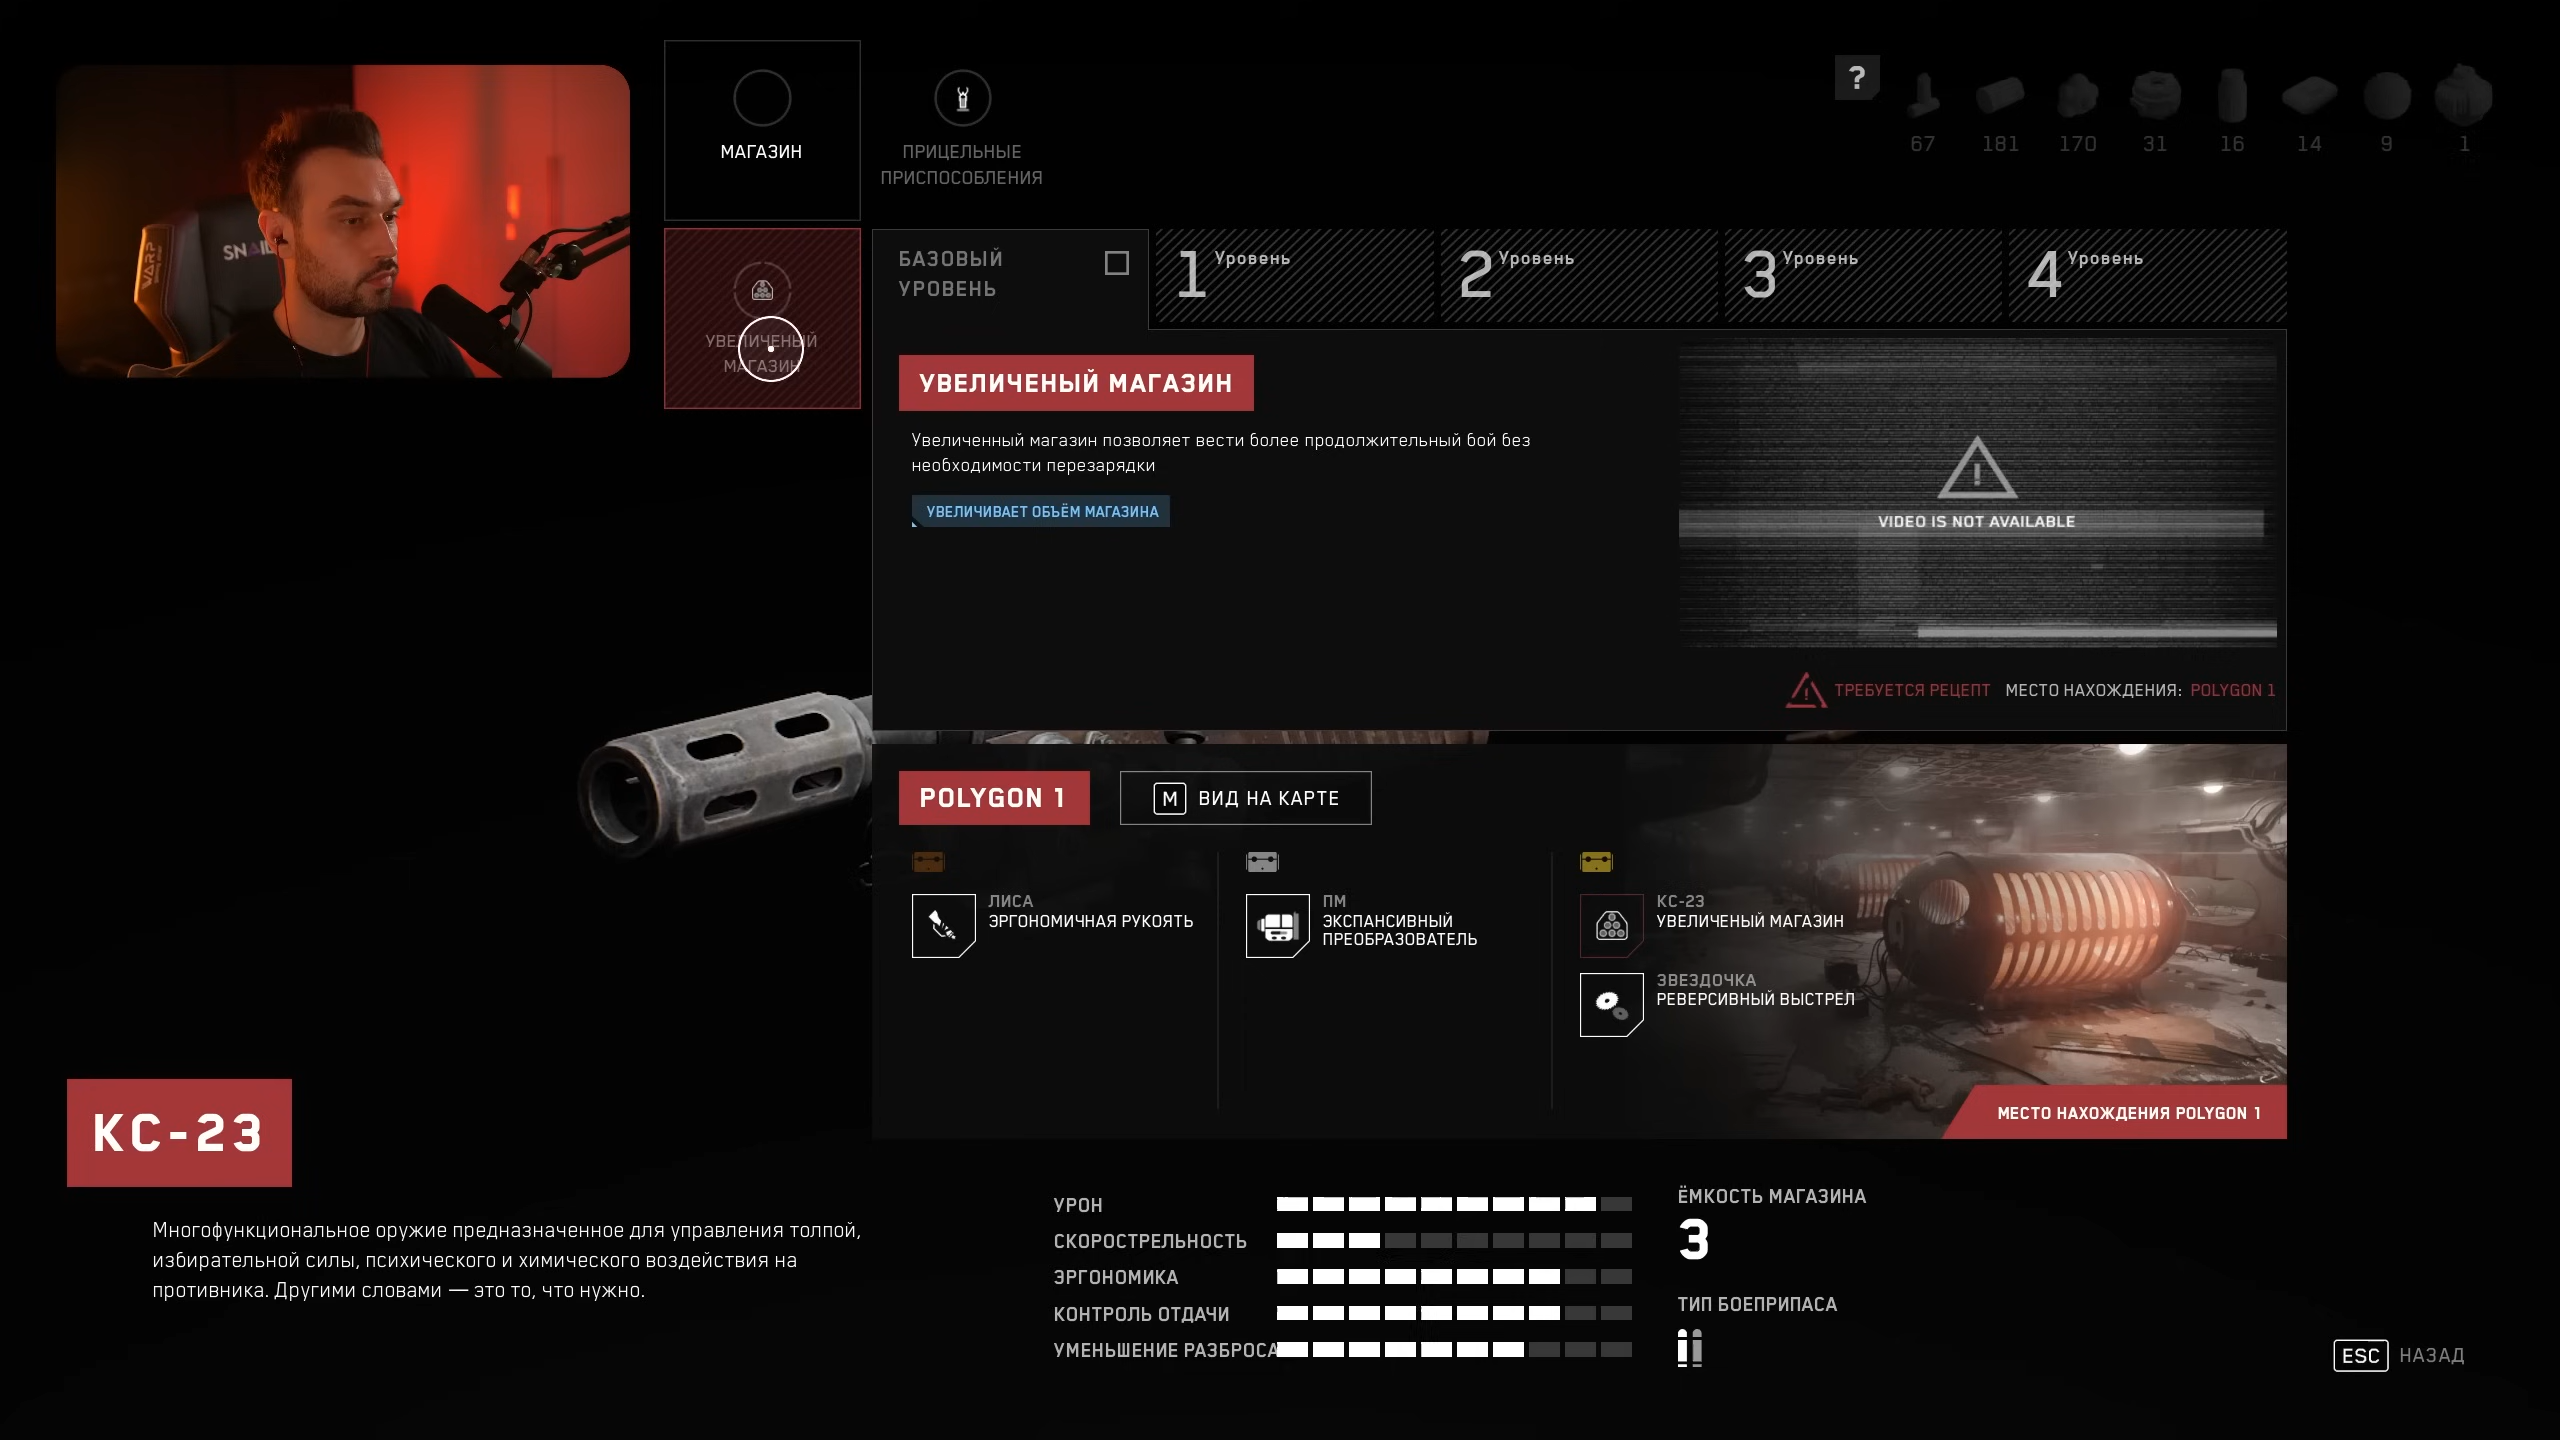 WARP
SNAIL
МАГАЗИН
ПРИЦЕЛЬНЫЕ
ПРИСПОСОБЛЕНИЯ
?
67 181 170 31 16 14 9 1
УВЕЛИЧЕНЫЙ
МАГАЗИН
БАЗОВЫЙ
УРОВЕНЬ
1 Уровень
2 Уровень
3 Уровень
4 Уровень
УВЕЛИЧЕНЫЙ МАГАЗИН
Увеличенный магазин позволяет вести более продолжительный бой без
необходимости перезарядки
УВЕЛИЧИВАЕТ ОБЪЁМ МАГАЗИНА
VIDEO IS NOT AVAILABLE
ТРЕБУЕТСЯ РЕЦЕПТ МЕСТО НАХОЖДЕНИЯ: POLYGON 1
POLYGON 1
M ВИД НА КАРТЕ
ЛИСА
ЭРГОНОМИЧНАЯ РУКОЯТЬ
ПМ
ЭКСПАНСИВНЫЙ
ПРЕОБРАЗОВАТЕЛЬ
КС-23
УВЕЛИЧЕНЫЙ МАГАЗИН
ЗВЕЗДОЧКА
РЕВЕРСИВНЫЙ ВЫСТРЕЛ
МЕСТО НАХОЖДЕНИЯ POLYGON 1
КС-23
Многофункциональное оружие предназначенное для управления толпой,
избирательной силы, психического и химического воздействия на
противника. Другими словами — это то, что нужно.
УРОН
СКОРОСТРЕЛЬНОСТЬ
ЭРГОНОМИКА
КОНТРОЛЬ ОТДАЧИ
УМЕНЬШЕНИЕ РАЗБРОСА
ЁМКОСТЬ МАГАЗИНА
3
ТИП БОЕПРИПАСА
ESC НАЗАД